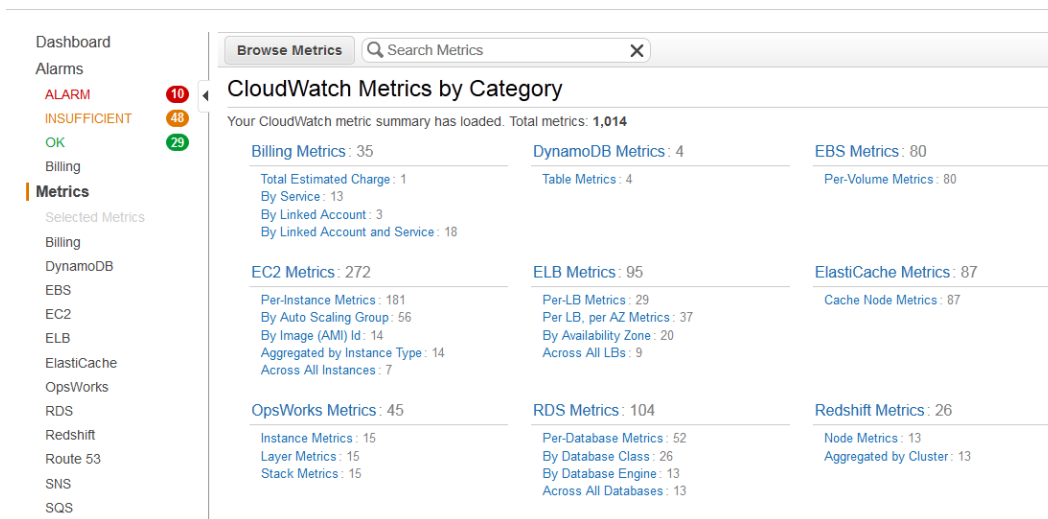 Dashboard
Alarms
ALARM 10
INSUFFICIENT 48
OK 29
Billing
Metrics
Selected Metrics
Billing
DynamoDB
EBS
EC2
ELB
ElastiCache
OpsWorks
RDS
Redshift
Route 53
SNS
SQS
Browse Metrics Search Metrics X
CloudWatch Metrics by Category
Your CloudWatch metric summary has loaded. Total metrics: 1,014
Billing Metrics : 35
Total Estimated Charge : 1
By Service : 13
By Linked Account : 3
By Linked Account and Service : 18
DynamoDB Metrics : 4
Table Metrics : 4
EBS Metrics : 80
Per-Volume Metrics : 80
EC2 Metrics : 272
Per-Instance Metrics : 181
By Auto Scaling Group : 56
By Image (AMI) Id : 14
Aggregated by Instance Type : 14
Across All Instances : 7
ELB Metrics : 95
Per-LB Metrics : 29
Per LB, per AZ Metrics : 37
By Availability Zone : 20
Across All LBs : 9
ElastiCache Metrics : 87
Cache Node Metrics : 87
OpsWorks Metrics : 45
Instance Metrics : 15
Layer Metrics : 15
Stack Metrics : 15
RDS Metrics : 104
Per-Database Metrics : 52
By Database Class : 26
By Database Engine : 13
Across All Databases : 13
Redshift Metrics : 26
Node Metrics : 13
Aggregated by Cluster : 13